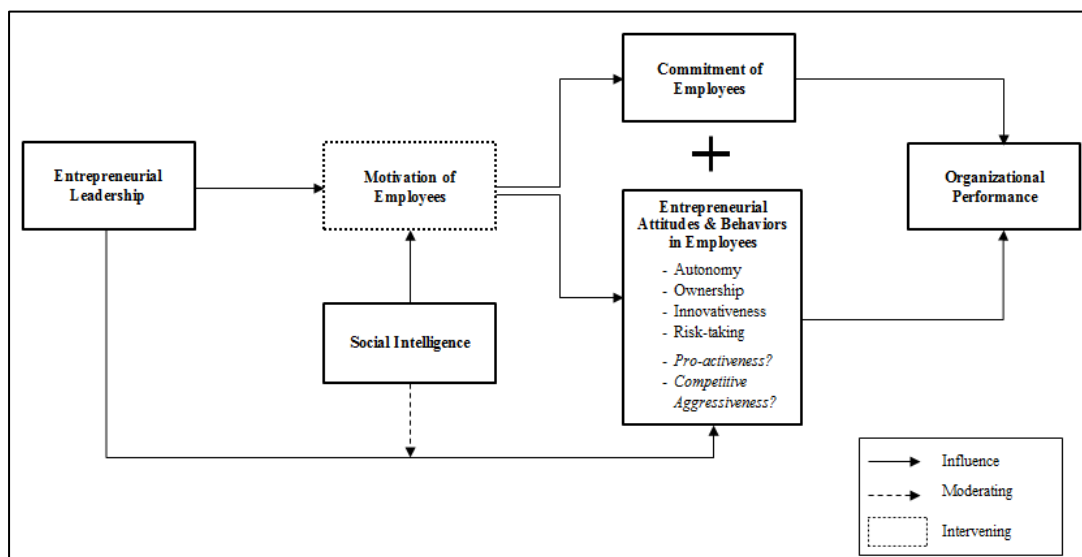 Commitment of
Employees
Entrepreneurial
Leadership
Motivation of
Employees
Organizational
Performance
Entrepreneurial
Attitudes & Behaviors
in Employees
- Autonomy
- Ownership
- Innovativeness
- Risk-taking
- Pro-activeness?
- Competitive
Aggressiveness?
Social Intelligence
Influence
Moderating
Intervening